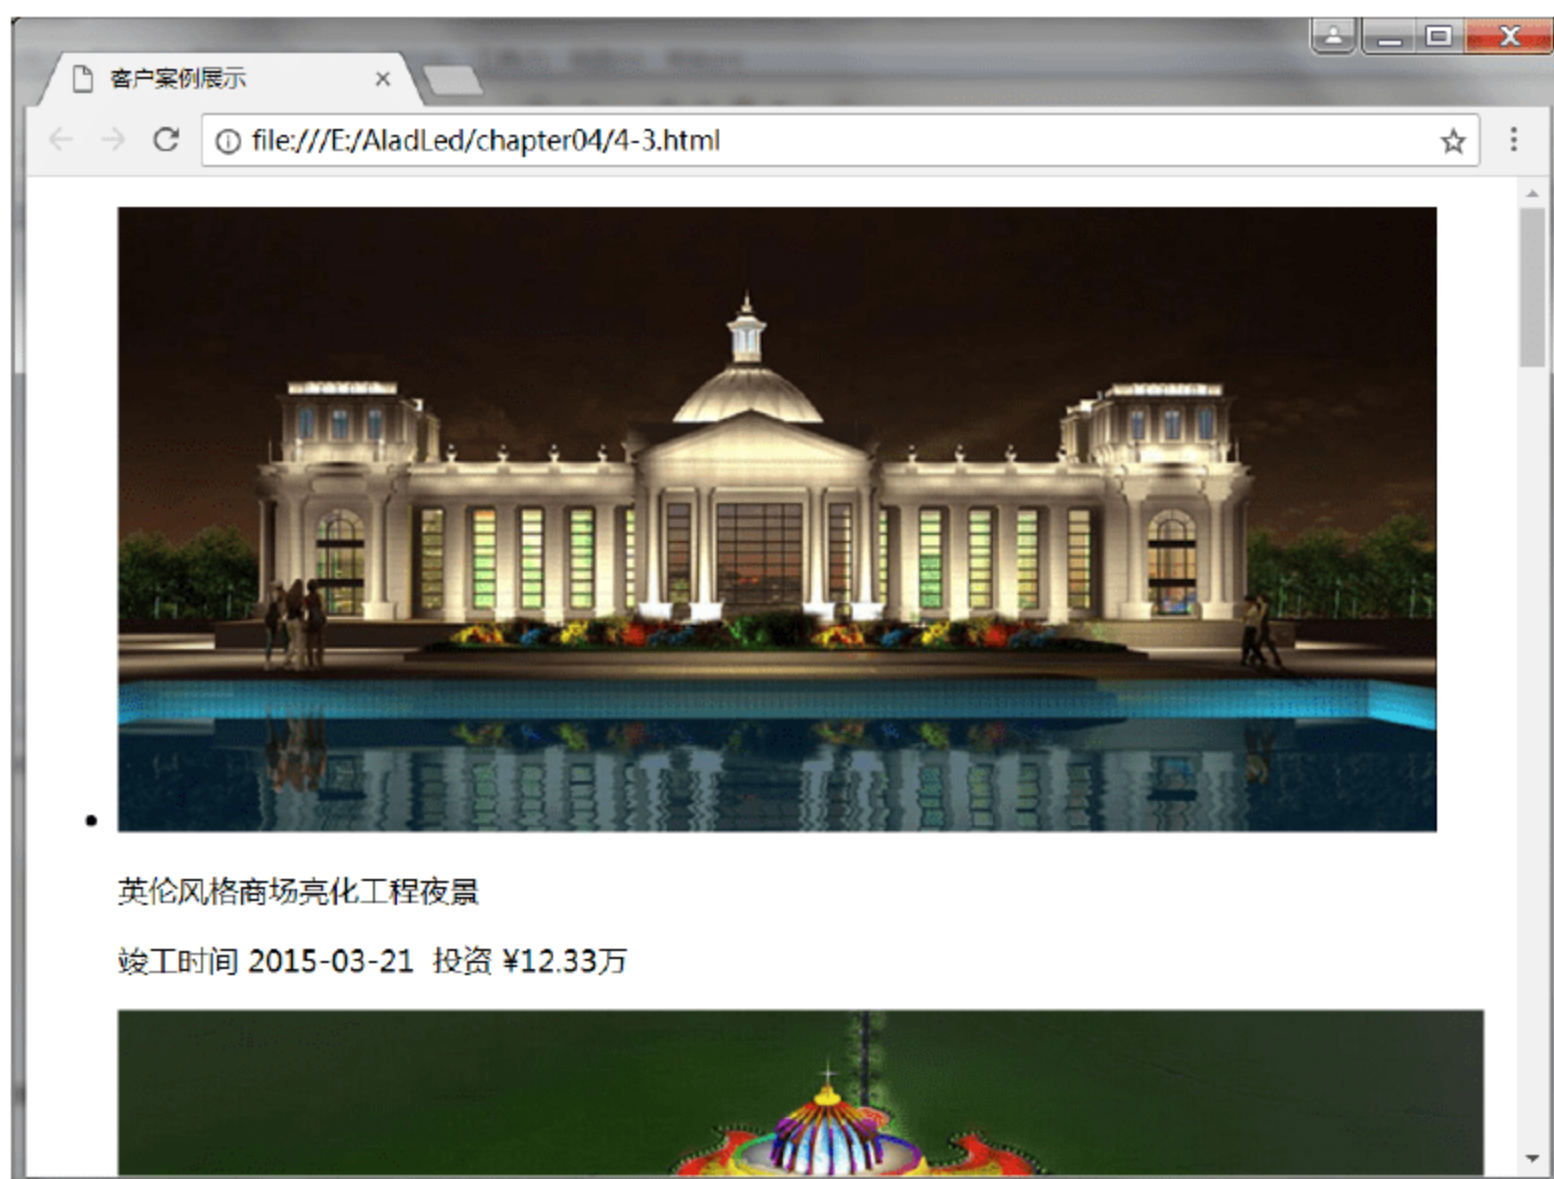 客户案例展示
file:///E:/AladLed/chapter04/4-3.html
英伦风格商场亮化工程夜景
竣工时间 2015-03-21 投资 ¥12.33万